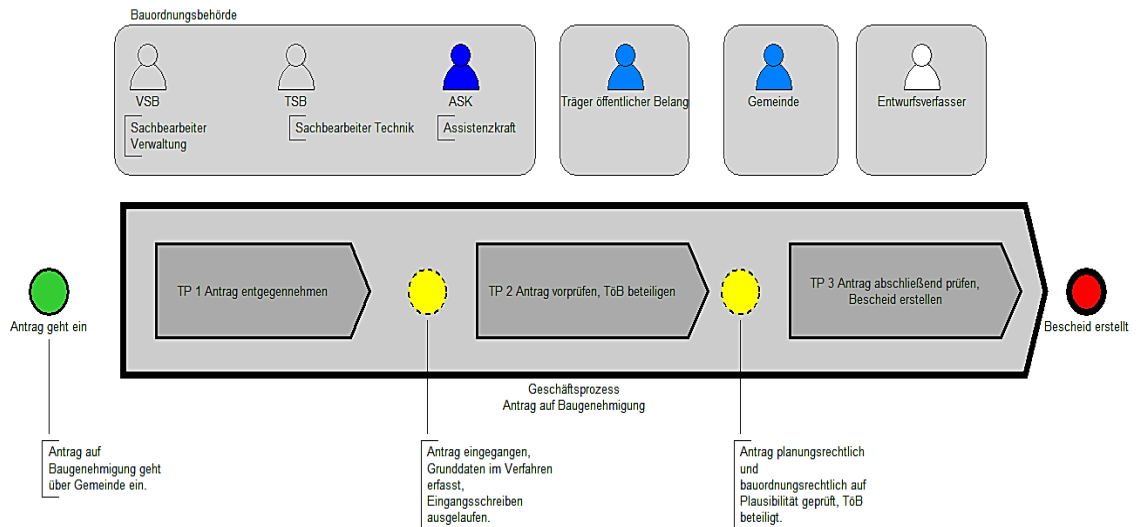 Bauordnungsbehörde
VSB
TSB
ASK
Träger öffentlicher Belang
Gemeinde
Entwurfsverfasser
Sachbearbeiter
Verwaltung
Sachbearbeiter Technik
Assistenzkraft
TP 1 Antrag entgegennehmen
TP 2 Antrag vorprüfen, TöB beteiligen
TP 3 Antrag abschließend prüfen,
Bescheid erstellen
Antrag geht ein
Bescheid erstellt
Geschäftsprozess
Antrag auf Baugenehmigung
Antrag auf
Baugenehmigung geht
über Gemeinde ein.
Antrag eingegangen,
Grunddaten im Verfahren
erfasst,
Eingangsschreiben
ausgelaufen.
Antrag planungsrechtlich
und
bauordnungsrechtlich auf
Plausibilität geprüft, TöB
beteiligt.